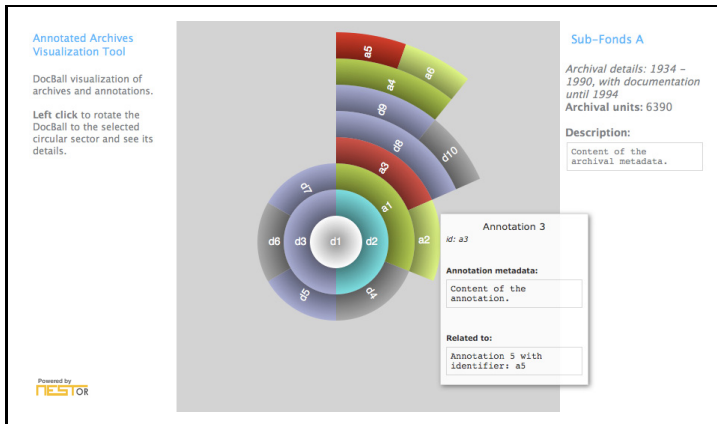 Annotated Archives
Visualization Tool
DocBall visualization of
archives and annotations.
Left click to rotate the
DocBall to the selected
circular sector and see its
details.
Powered by
NESTOR
a5
a6
a4
d9
d8
d10
a3
d7
a1
d6
d3
d1
d2
a2
d5
d4
Annotation 3
id: a3
Annotation metadata:
Content of the
annotation.
Related to:
Annotation 5 with
identifier: a5
Sub-Fonds A
Archival details: 1934 –
1990, with documentation
until 1994
Archival units: 6390
Description:
Content of the
archival metadata.